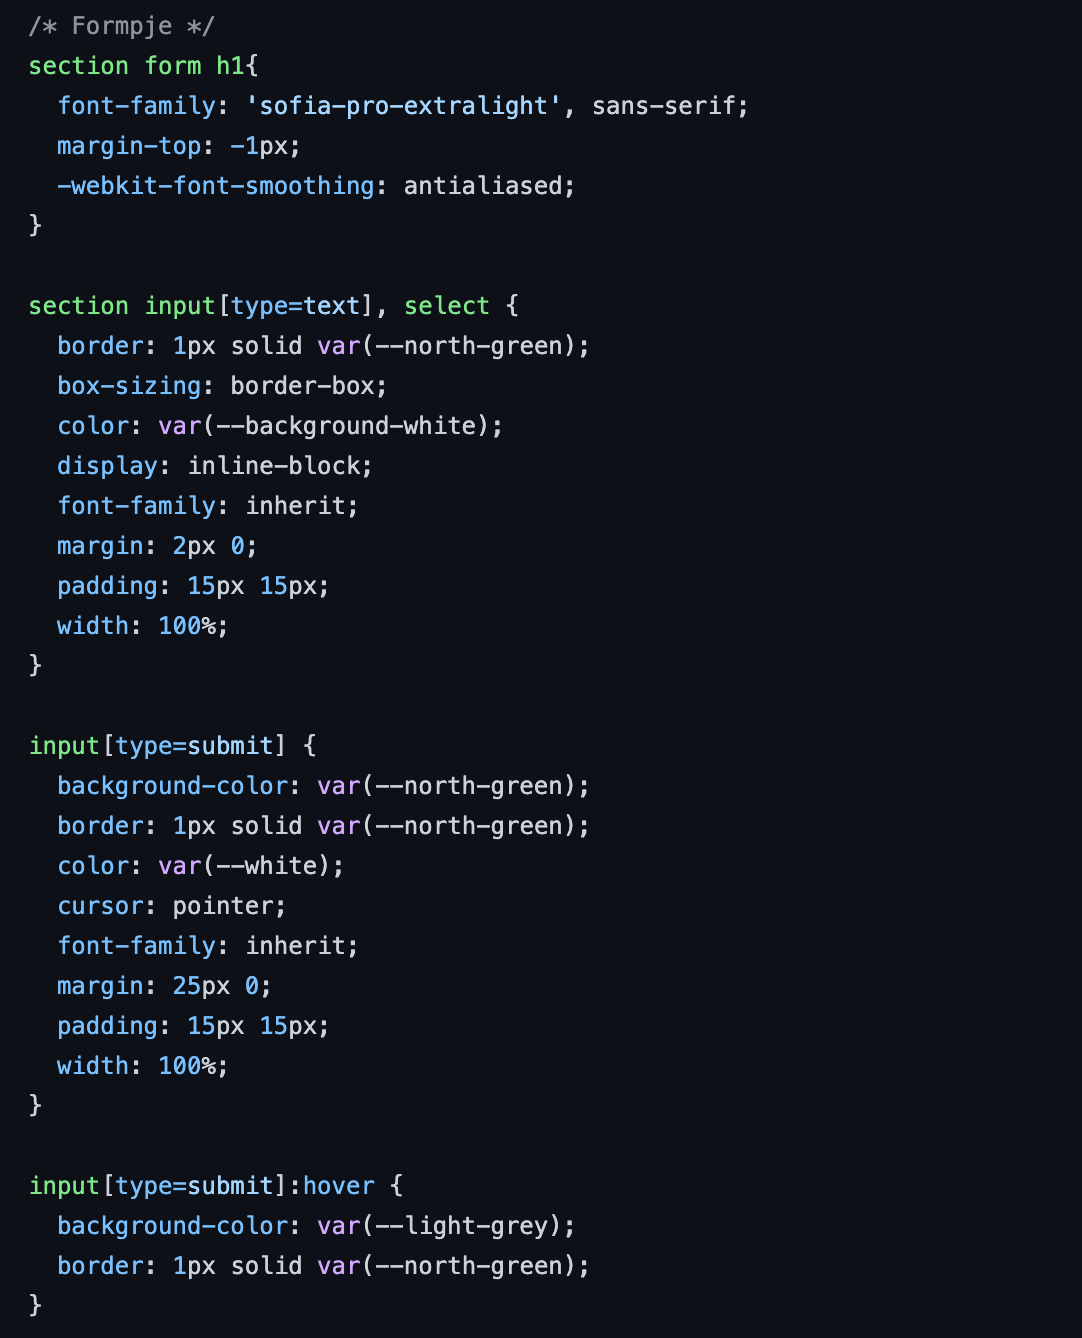 /* Formpje */
section form h1{
  font-family: 'sofia-pro-extralight', sans-serif;
  margin-top: -1px;
  -webkit-font-smoothing: antialiased;
}

section input[type=text], select {
  border: 1px solid var(--north-green);
  box-sizing: border-box;
  color: var(--background-white);
  display: inline-block;
  font-family: inherit;
  margin: 2px 0;
  padding: 15px 15px;
  width: 100%;
}

input[type=submit] {
  background-color: var(--north-green);
  border: 1px solid var(--north-green);
  color: var(--white);
  cursor: pointer;
  font-family: inherit;
  margin: 25px 0;
  padding: 15px 15px;
  width: 100%;
}

input[type=submit]:hover {
  background-color: var(--light-grey);
  border: 1px solid var(--north-green);
}